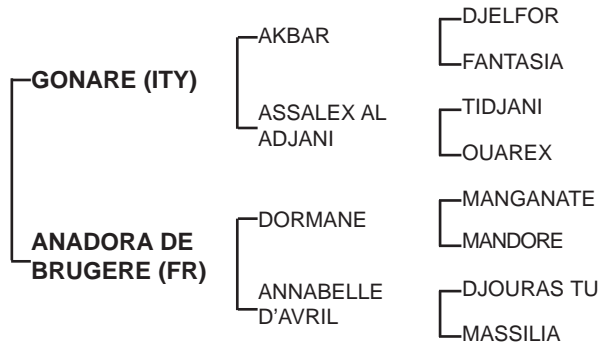 DJELFOR
AKBAR
FANTASIA
GONARE (ITY)
ASSALEX AL
ADJANI
TIDJANI
OUAREX
ANADORA DE
BRUGERE (FR)
DORMANE
MANGANATE
MANDORE
ANNABELLE
D'AVRIL
DJOURAS TU
MASSILIA